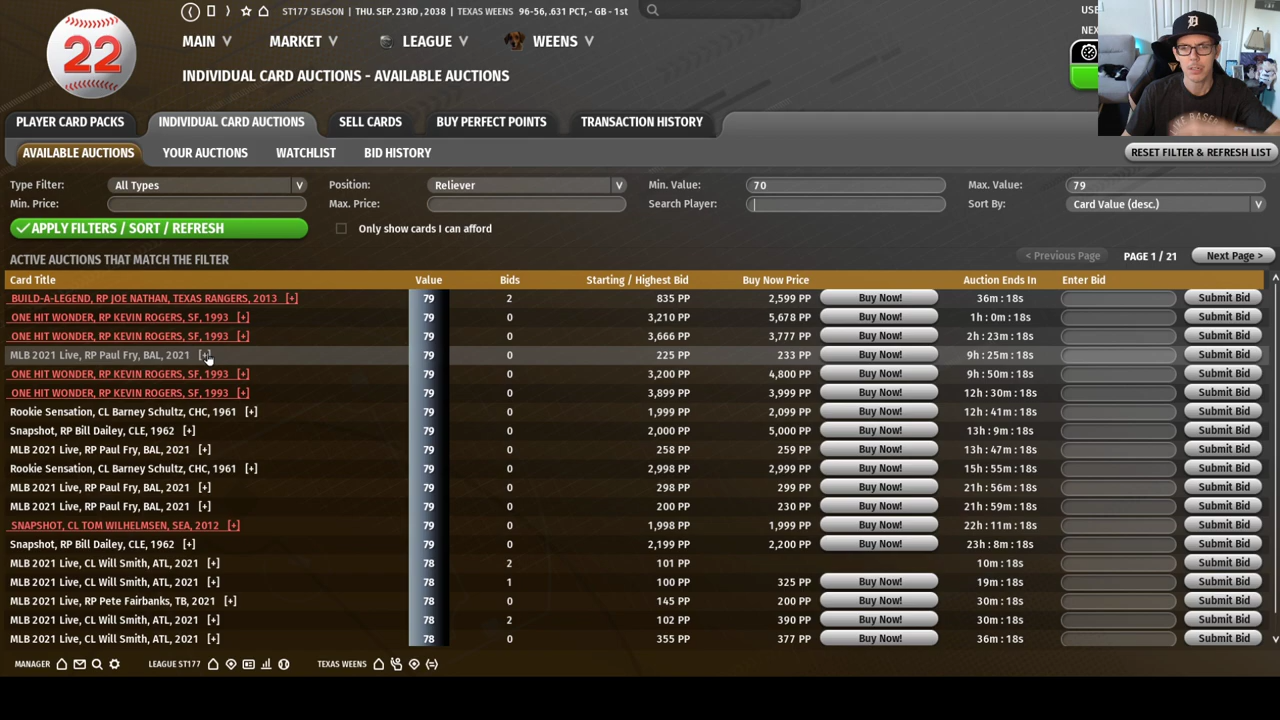 22
ST177 SEASON | THU. SEP. 23RD , 2038 | TEXAS WEENS 96-56, .631 PCT, - GB - 1st
USE
NEX
MAIN MARKET LEAGUE WEENS
INDIVIDUAL CARD AUCTIONS - AVAILABLE AUCTIONS
PLAYER CARD PACKS INDIVIDUAL CARD AUCTIONS SELL CARDS BUY PERFECT POINTS TRANSACTION HISTORY
AVAILABLE AUCTIONS YOUR AUCTIONS WATCHLIST BID HISTORY RESET FILTER & REFRESH LIST
Type Filter: All Types Position: Reliever Min. Value: 70 Max. Value: 79
Min. Price: Max. Price: Search Player: Sort By: Card Value (desc.)
APPLY FILTERS / SORT / REFRESH Only show cards I can afford
ACTIVE AUCTIONS THAT MATCH THE FILTER < Previous Page PAGE 1 / 21 Next Page >
Card Title Value Bids Starting / Highest Bid Buy Now Price Auction Ends In Enter Bid
BUILD-A-LEGEND, RP JOE NATHAN, TEXAS RANGERS, 2013 [+] 79 2 835 PP 2,599 PP Buy Now! 36m : 18s Submit Bid
ONE HIT WONDER, RP KEVIN ROGERS, SF, 1993 [+] 79 0 3,210 PP 5,678 PP Buy Now! 1h : 0m : 18s Submit Bid
ONE HIT WONDER, RP KEVIN ROGERS, SF, 1993 [+] 79 0 3,666 PP 3,777 PP Buy Now! 2h : 23m : 18s Submit Bid
MLB 2021 Live, RP Paul Fry, BAL, 2021 [+] 79 0 225 PP 233 PP Buy Now! 9h : 25m : 18s Submit Bid
ONE HIT WONDER, RP KEVIN ROGERS, SF, 1993 [+] 79 0 3,200 PP 4,800 PP Buy Now! 9h : 50m : 18s Submit Bid
ONE HIT WONDER, RP KEVIN ROGERS, SF, 1993 [+] 79 0 3,899 PP 3,999 PP Buy Now! 12h : 30m : 18s Submit Bid
Rookie Sensation, CL Barney Schultz, CHC, 1961 [+] 79 0 1,999 PP 2,099 PP Buy Now! 12h : 41m : 18s Submit Bid
Snapshot, RP Bill Dailey, CLE, 1962 [+] 79 0 2,000 PP 5,000 PP Buy Now! 13h : 9m : 18s Submit Bid
MLB 2021 Live, RP Paul Fry, BAL, 2021 [+] 79 0 258 PP 259 PP Buy Now! 13h : 47m : 18s Submit Bid
Rookie Sensation, CL Barney Schultz, CHC, 1961 [+] 79 0 2,998 PP 2,999 PP Buy Now! 15h : 55m : 18s Submit Bid
MLB 2021 Live, RP Paul Fry, BAL, 2021 [+] 79 0 298 PP 299 PP Buy Now! 21h : 56m : 18s Submit Bid
MLB 2021 Live, RP Paul Fry, BAL, 2021 [+] 79 0 200 PP 230 PP Buy Now! 21h : 59m : 18s Submit Bid
SNAPSHOT, CL TOM WILHELMSEN, SEA, 2012 [+] 79 0 1,998 PP 1,999 PP Buy Now! 22h : 11m : 18s Submit Bid
Snapshot, RP Bill Dailey, CLE, 1962 [+] 79 0 2,199 PP 2,200 PP Buy Now! 23h : 8m : 18s Submit Bid
MLB 2021 Live, CL Will Smith, ATL, 2021 [+] 78 2 101 PP 10m : 18s Submit Bid
MLB 2021 Live, CL Will Smith, ATL, 2021 [+] 78 1 100 PP 325 PP Buy Now! 19m : 18s Submit Bid
MLB 2021 Live, RP Pete Fairbanks, TB, 2021 [+] 78 0 145 PP 200 PP Buy Now! 30m : 18s Submit Bid
MLB 2021 Live, CL Will Smith, ATL, 2021 [+] 78 2 102 PP 390 PP Buy Now! 30m : 18s Submit Bid
MLB 2021 Live, CL Will Smith, ATL, 2021 [+] 78 0 355 PP 377 PP Buy Now! 36m : 18s Submit Bid
MANAGER LEAGUE ST177 TEXAS WEENS